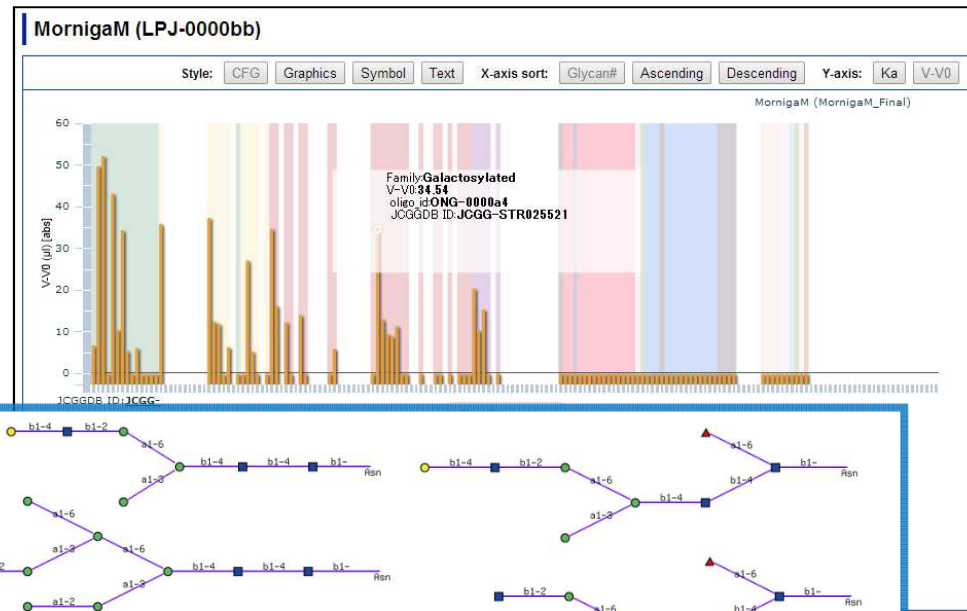 MornigaM (LPJ-0000bb)
Style: CFG Graphics Symbol Text X-axis sort: Glycan# Ascending Descending Y-axis: Ka V-V0
MornigaM (MornigaM_Final)
60
50
40
30
20
10
0
V-V0 (µl) [abs]
Family:Galactosylated
V-V0:34.54
oligo_id:ONG-0000a4
JCGGDB ID:JCGG-STR025521
JCGGDB ID:JCGG-
b1-4 b1-2 a1-6 a1-3 b1-4 b1-4 b1- Asn
a1-6 a1-3 a1-6 a1-3 a1-2 b1-4 b1-4 b1- Asn
2
b1-4 b1-2 a1-6 a1-3 b1-4 b1-4 a1-6 b1- Asn
b1-2 a1-6 b1-4 a1-6 b1- Asn